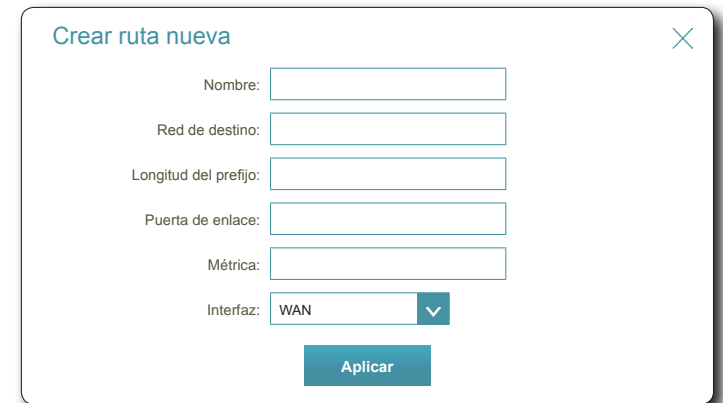 Crear ruta nueva
Nombre:
Red de destino:
Longitud del prefijo:
Puerta de enlace:
Métrica:
Interfaz: WAN
Aplicar